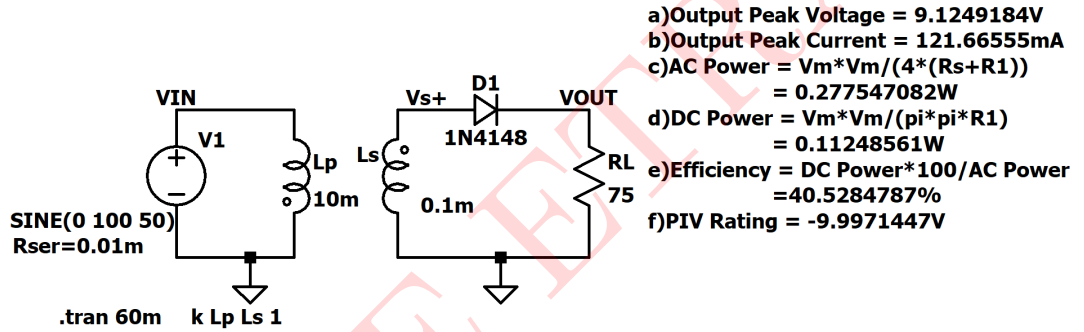 a)Output Peak Voltage = 9.1249184V
b)Output Peak Current = 121.66555mA
c)AC Power = Vm*Vm/(4*(Rs+R1))
= 0.277547082W
d)DC Power = Vm*Vm/(pi*pi*R1)
= 0.11248561W
e)Efficiency = DC Power*100/AC Power
=40.5284787%
f)PIV Rating = -9.9971447V
VIN
Vs+
D1
VOUT
V1
1N4148
Lp
Ls
RL
10m
0.1m
75
SINE(0 100 50)
Rser=0.01m
.tran 60m
k Lp Ls 1